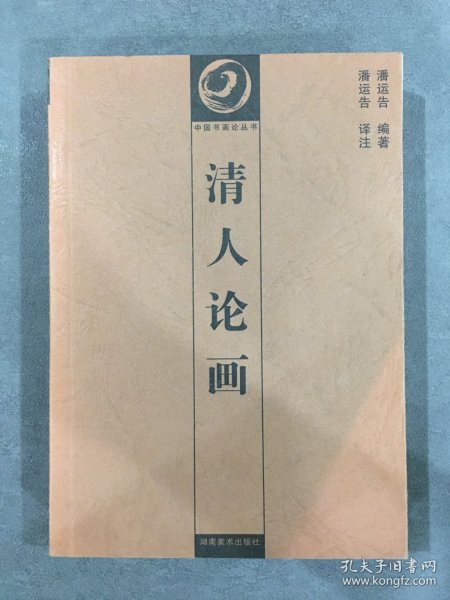 中国书画论丛书
清人论画
潘运告 编著
潘运告 译注
湖南美术出版社
孔夫子旧书网
www.kongfz.com